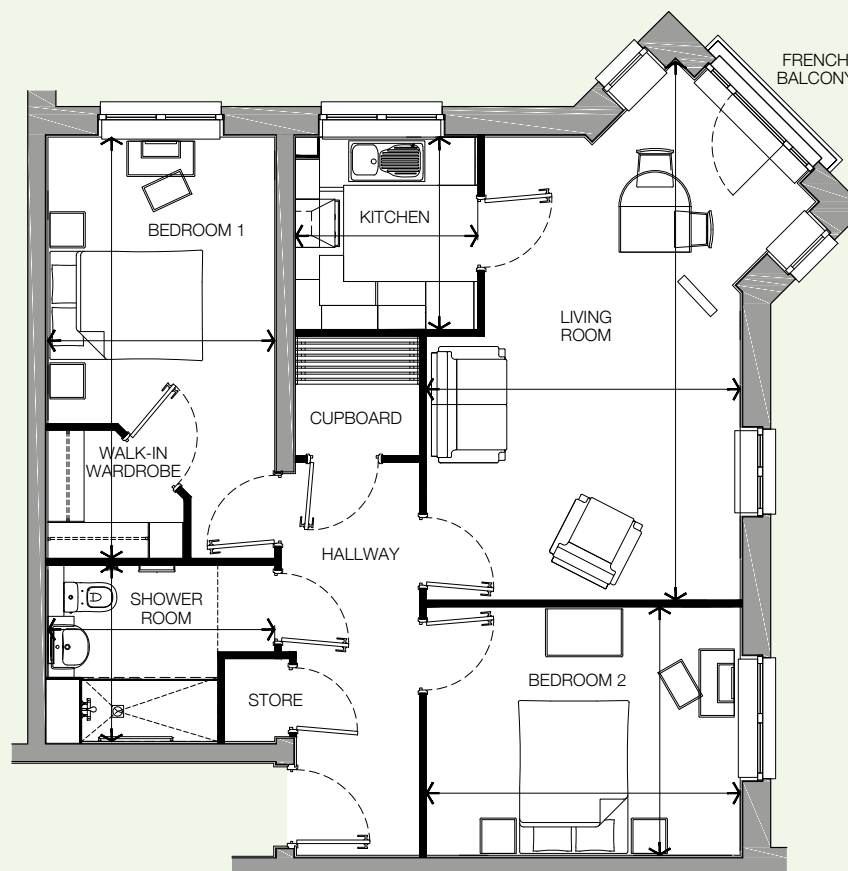 FRENCH
BALCONY
BEDROOM 1
KITCHEN
LIVING
ROOM
CUPBOARD
WALK-IN
WARDROBE
HALLWAY
SHOWER
ROOM
STORE
BEDROOM 2